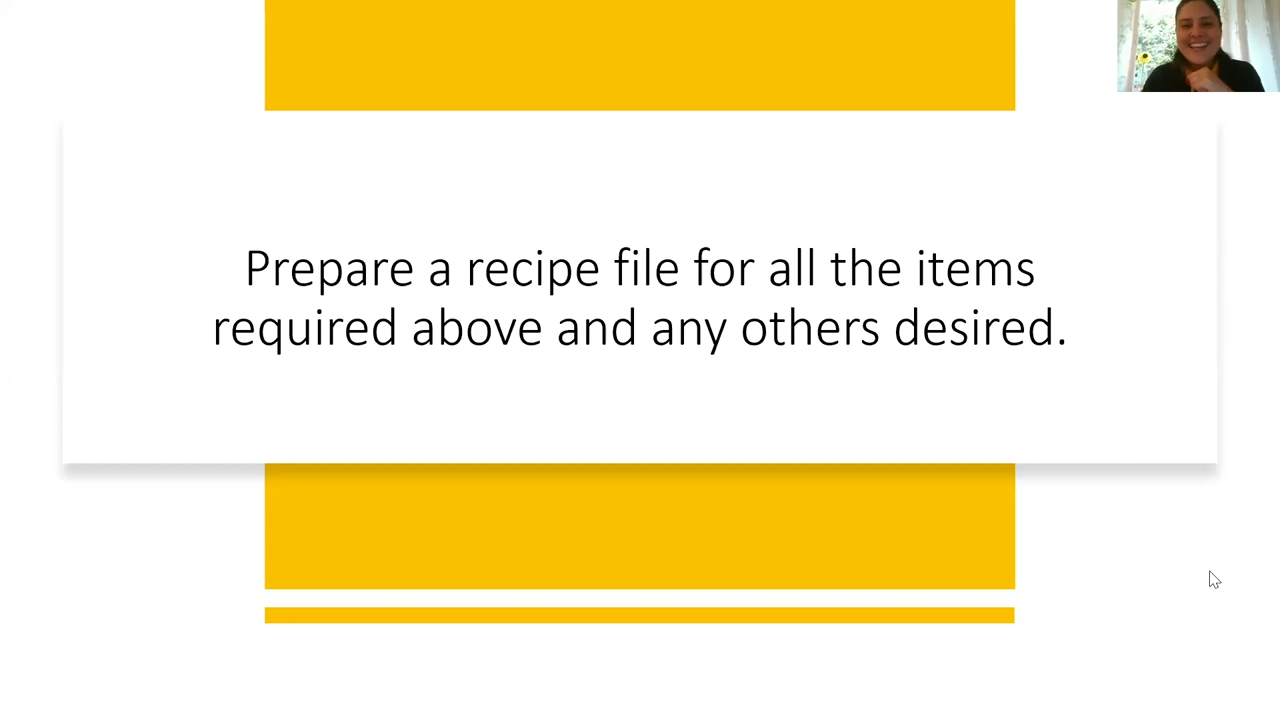 Prepare a recipe file for all the items
required above and any others desired.